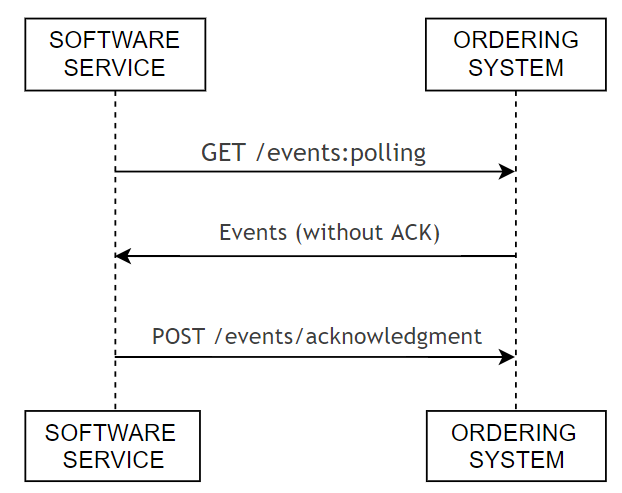 SOFTWARE
SERVICE
ORDERING
SYSTEM
GET /events:polling
Events (without ACK)
POST /events/acknowledgment
SOFTWARE
SERVICE
ORDERING
SYSTEM